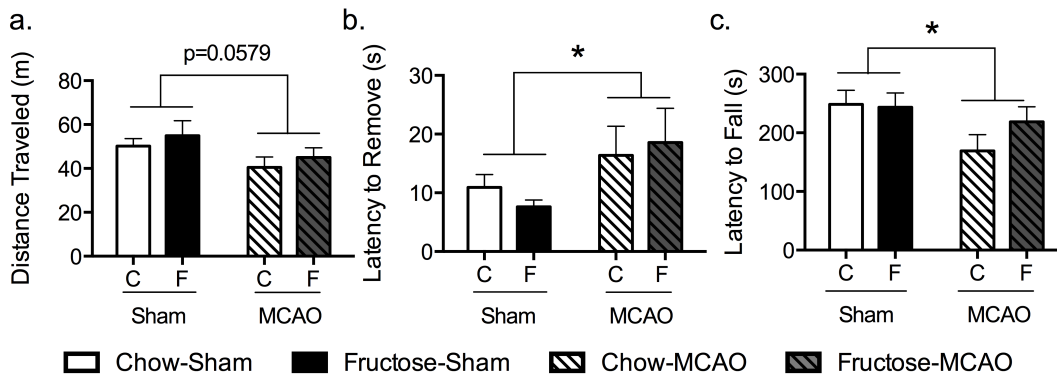 a.
p=0.0579
Distance Traveled (m)
80
60
40
20
0
C F C F
Sham MCAO
b.
*
Latency to Remove (s)
30
20
10
0
C F C F
Sham MCAO
c.
*
Latency to Fall (s)
300
200
100
0
C F C F
Sham MCAO
Chow-Sham Fructose-Sham Chow-MCAO Fructose-MCAO